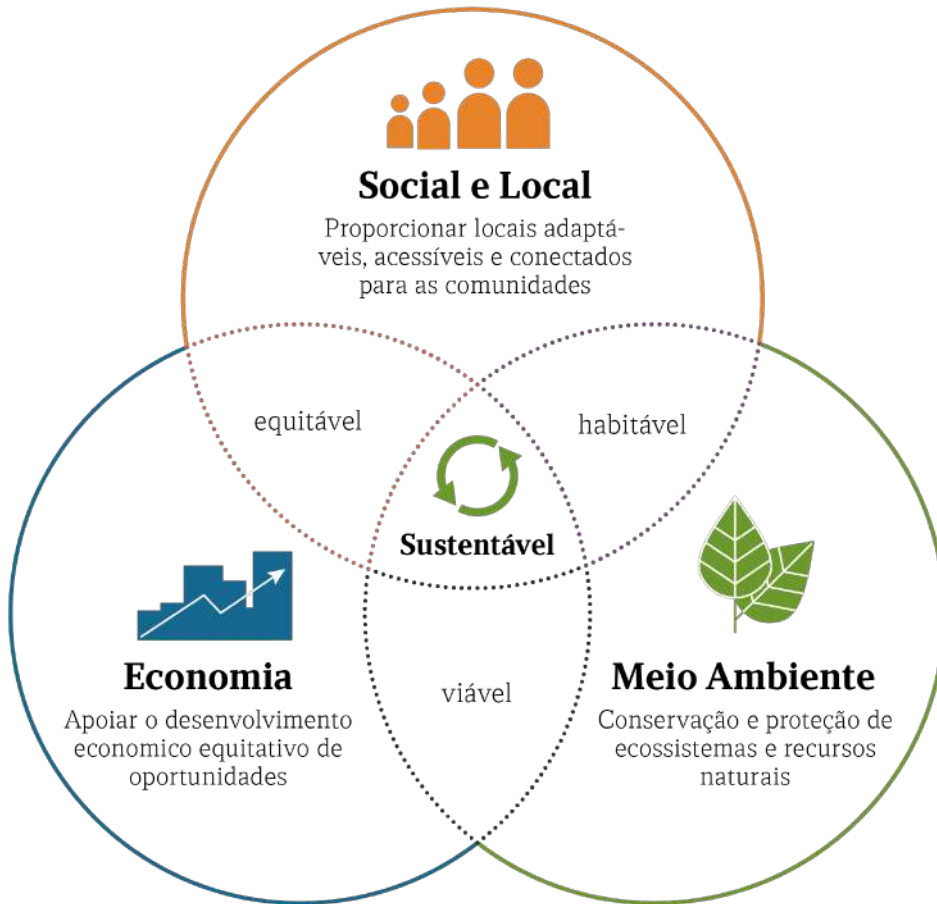 Social e Local
Proporcionar locais adaptá-
veis, acessíveis e conectados
para as comunidades
equitável
habitável
Sustentável
Economia
Apoiar o desenvolvimento
economico equitativo de
oportunidades
viável
Meio Ambiente
Conservação e proteção de
ecossistemas e recursos
naturais